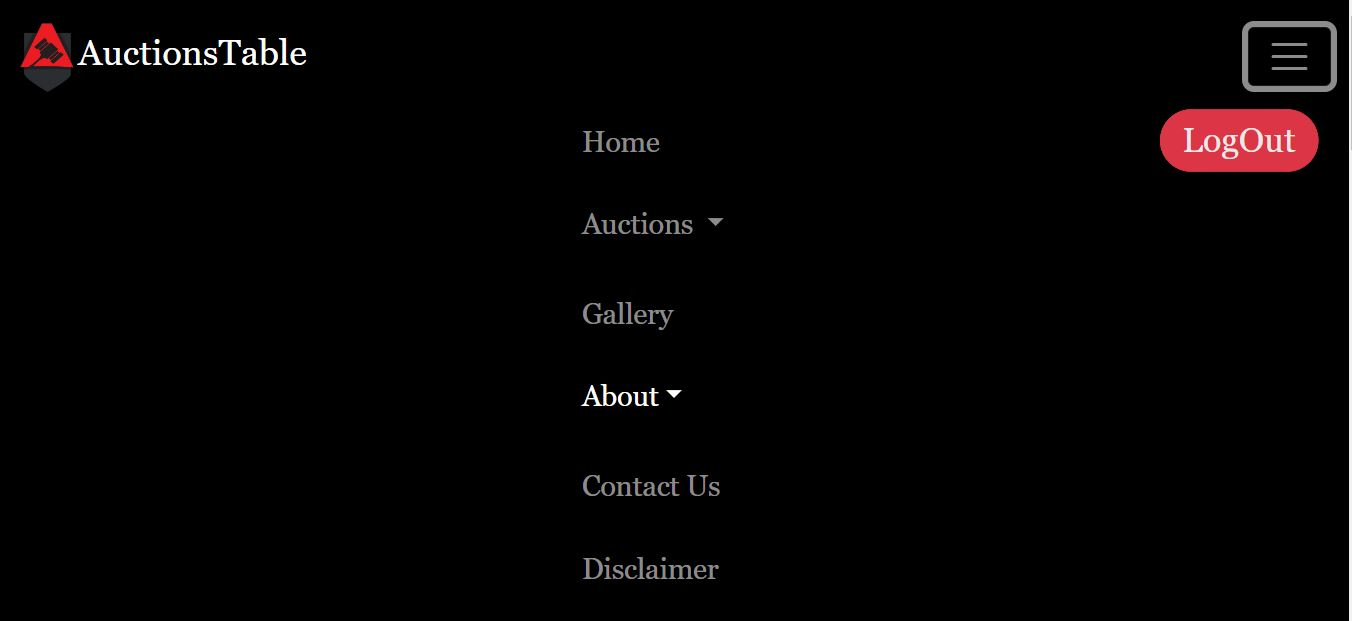 AuctionsTable
Home
LogOut
Auctions
Gallery
About
Contact Us
Disclaimer